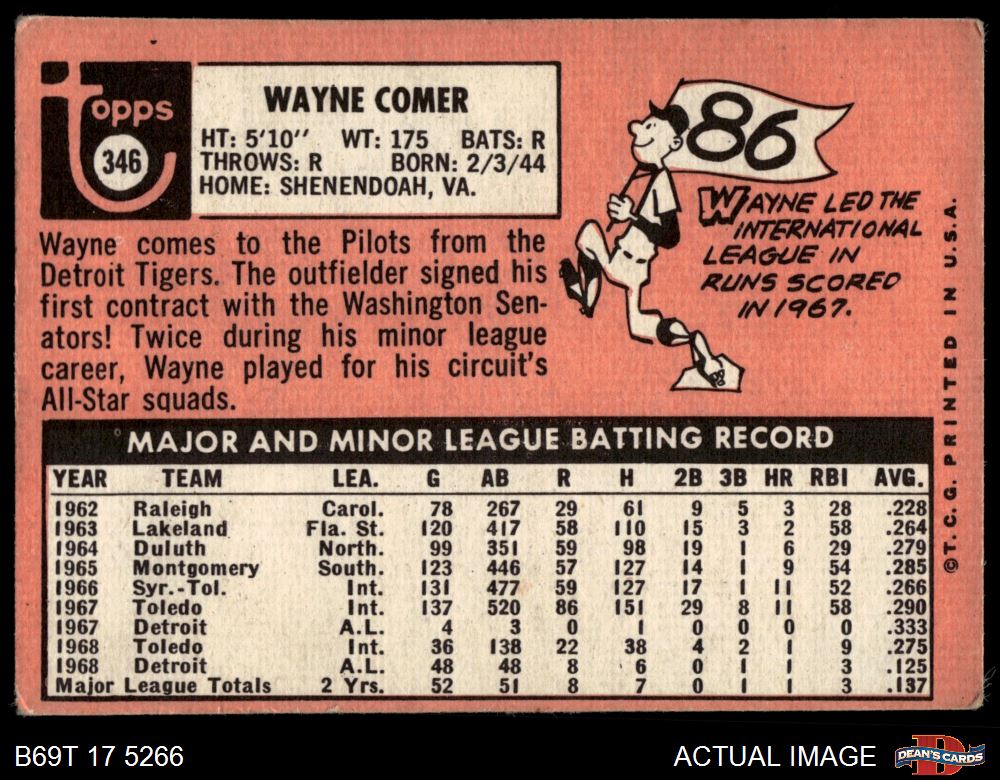 Topps
346
WAYNE COMER
HT: 5'10'' WT: 175 BATS: R
THROWS: R BORN: 2/3/44
HOME: SHENENDOAH, VA.
Wayne comes to the Pilots from the
Detroit Tigers. The outfielder signed his
first contract with the Washington Sen-
ators! Twice during his minor league
career, Wayne played for his circuit's
All-Star squads.
86
WAYNE LED THE
INTERNATIONAL
LEAGUE IN
RUNS SCORED
IN 1967.
©T.C.G. PRINTED IN U.S.A.
MAJOR AND MINOR LEAGUE BATTING RECORD
YEAR TEAM LEA. G AB R H 2B 3B HR RBI AVG.
1962 Raleigh Carol. 78 267 29 61 9 5 3 28 .228
1963 Lakeland Fla. St. 120 417 58 110 15 3 2 58 .264
1964 Duluth North. 99 351 59 98 19 1 6 29 .279
1965 Montgomery South. 123 446 57 127 14 1 9 54 .285
1966 Syr.-Tol. Int. 131 477 59 127 17 1 11 52 .266
1967 Toledo Int. 137 520 86 151 29 8 11 58 .290
1967 Detroit A.L. 4 3 0 1 0 0 0 0 .333
1968 Toledo Int. 36 138 22 38 4 2 1 9 .275
1968 Detroit A.L. 48 48 8 6 0 1 1 3 .125
Major League Totals 2 Yrs. 52 51 8 7 0 1 1 3 .137
B69T 17 5266
ACTUAL IMAGE
DEAN'S CARDS